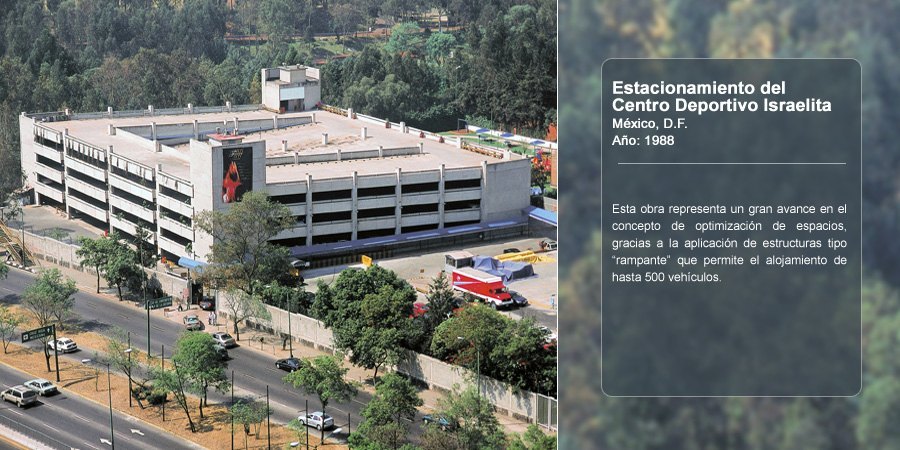 Estacionamiento del
Centro Deportivo Israelita
México, D.F.
Año: 1988
Esta obra representa un gran avance en el
concepto de optimización de espacios,
gracias a la aplicación de estructuras tipo
“rampante” que permite el alojamiento de
hasta 500 vehículos.